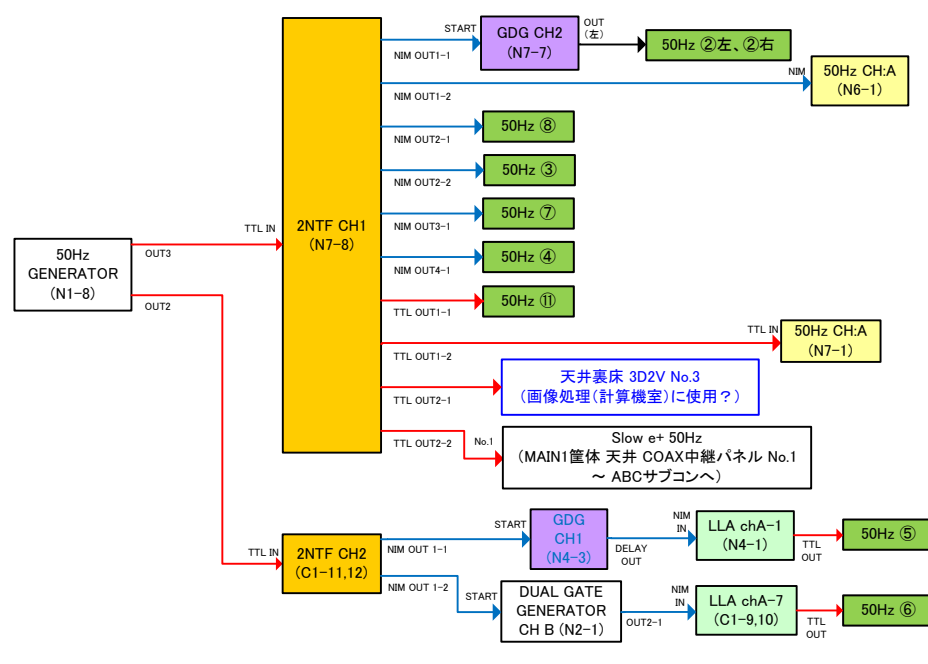 START
GDG CH2
(N7-7)
OUT
(左)
50Hz ②左、②右
NIM OUT1-1
NIM
50Hz CH:A
(N6-1)
NIM OUT1-2
50Hz ⑧
NIM OUT2-1
50Hz ③
NIM OUT2-2
50Hz ⑦
NIM OUT3-1
50Hz
GENERATOR
(N1-8)
OUT3
OUT2
TTL IN
2NTF CH1
(N7-8)
50Hz ④
NIM OUT4-1
50Hz ⑪
TTL OUT1-1
TTL IN
50Hz CH:A
(N7-1)
TTL OUT1-2
天井裏床 3D2V No.3
(画像処理(計算機室)に使用?)
TTL OUT2-1
No.1
TTL OUT2-2
Slow e+ 50Hz
(MAIN1筐体 天井 COAX中継パネル No.1
～ ABCサブコンへ)
TTL IN
2NTF CH2
(C1-11,12)
NIM OUT 1-1
START
GDG
CH1
(N4-3)
DELAY
OUT
NIM
IN
LLA chA-1
(N4-1)
TTL
OUT
50Hz ⑤
NIM OUT 1-2
START
DUAL GATE
GENERATOR
CH B (N2-1)
OUT2-1
NIM
IN
LLA chA-7
(C1-9,10)
TTL
OUT
50Hz ⑥